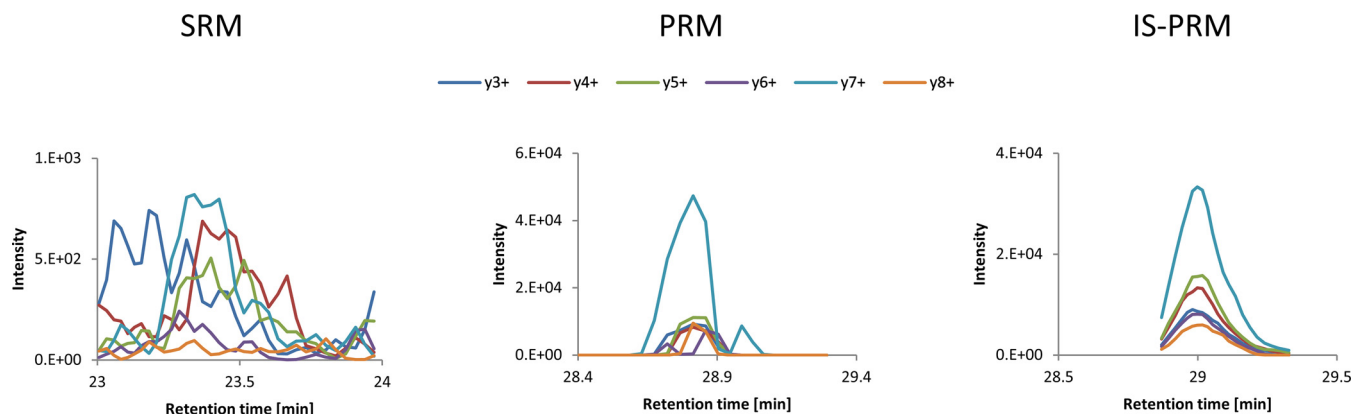 SRM
PRM
IS-PRM
y3+ y4+ y5+ y6+ y7+ y8+
Intensity
1.E+03
5.E+02
0.E+00
23 23.5 24
Retention time [min]
Intensity
6.E+04
4.E+04
2.E+04
0.E+00
28.4 28.9 29.4
Retention time [min]
Intensity
4.E+04
2.E+04
0.E+00
28.5 29 29.5
Retention time [min]